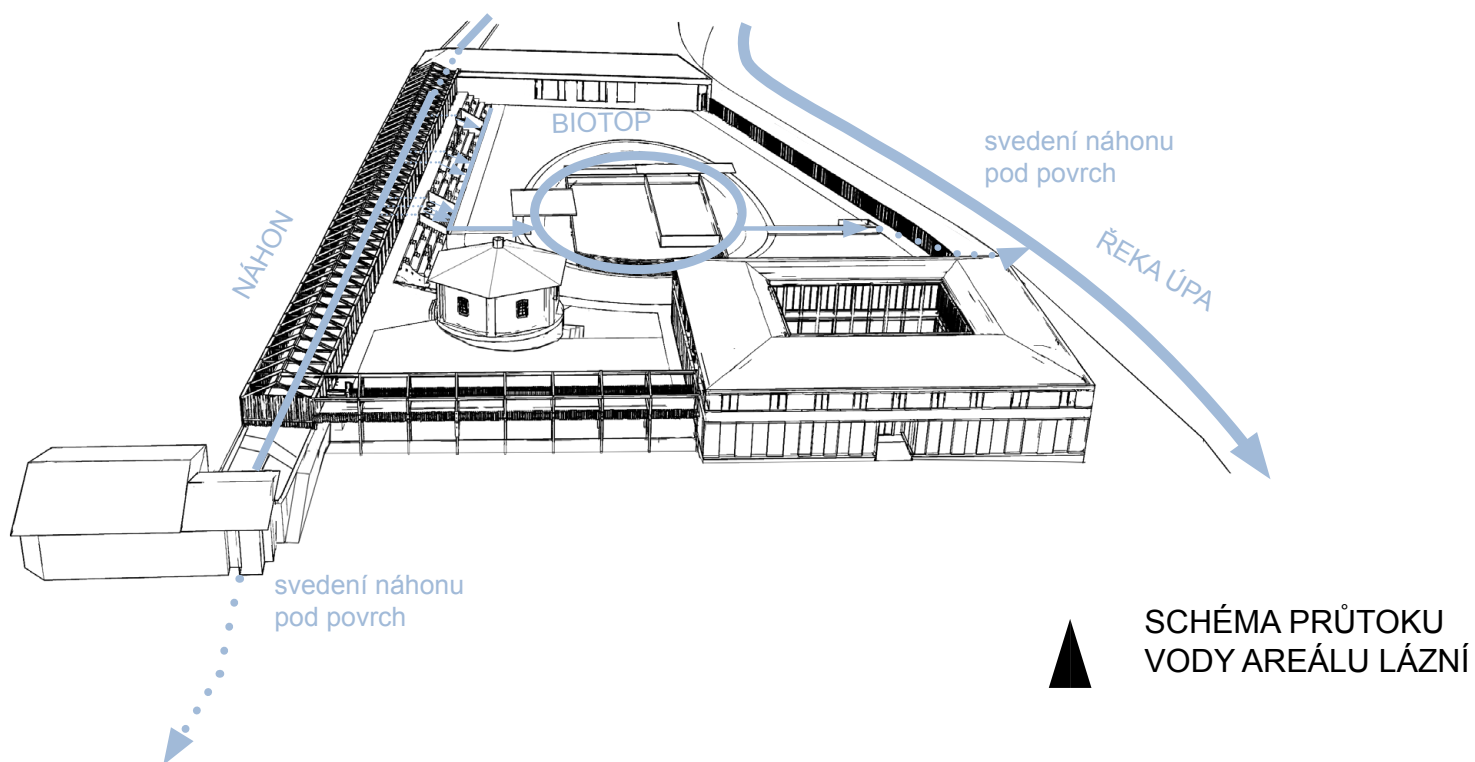 BIOTOP
svedení náhonu
pod povrch
NÁHON
ŘEKA ÚPA
svedení náhonu
pod povrch
SCHÉMA PRŮTOKU
VODY AREÁLU LÁZNÍ